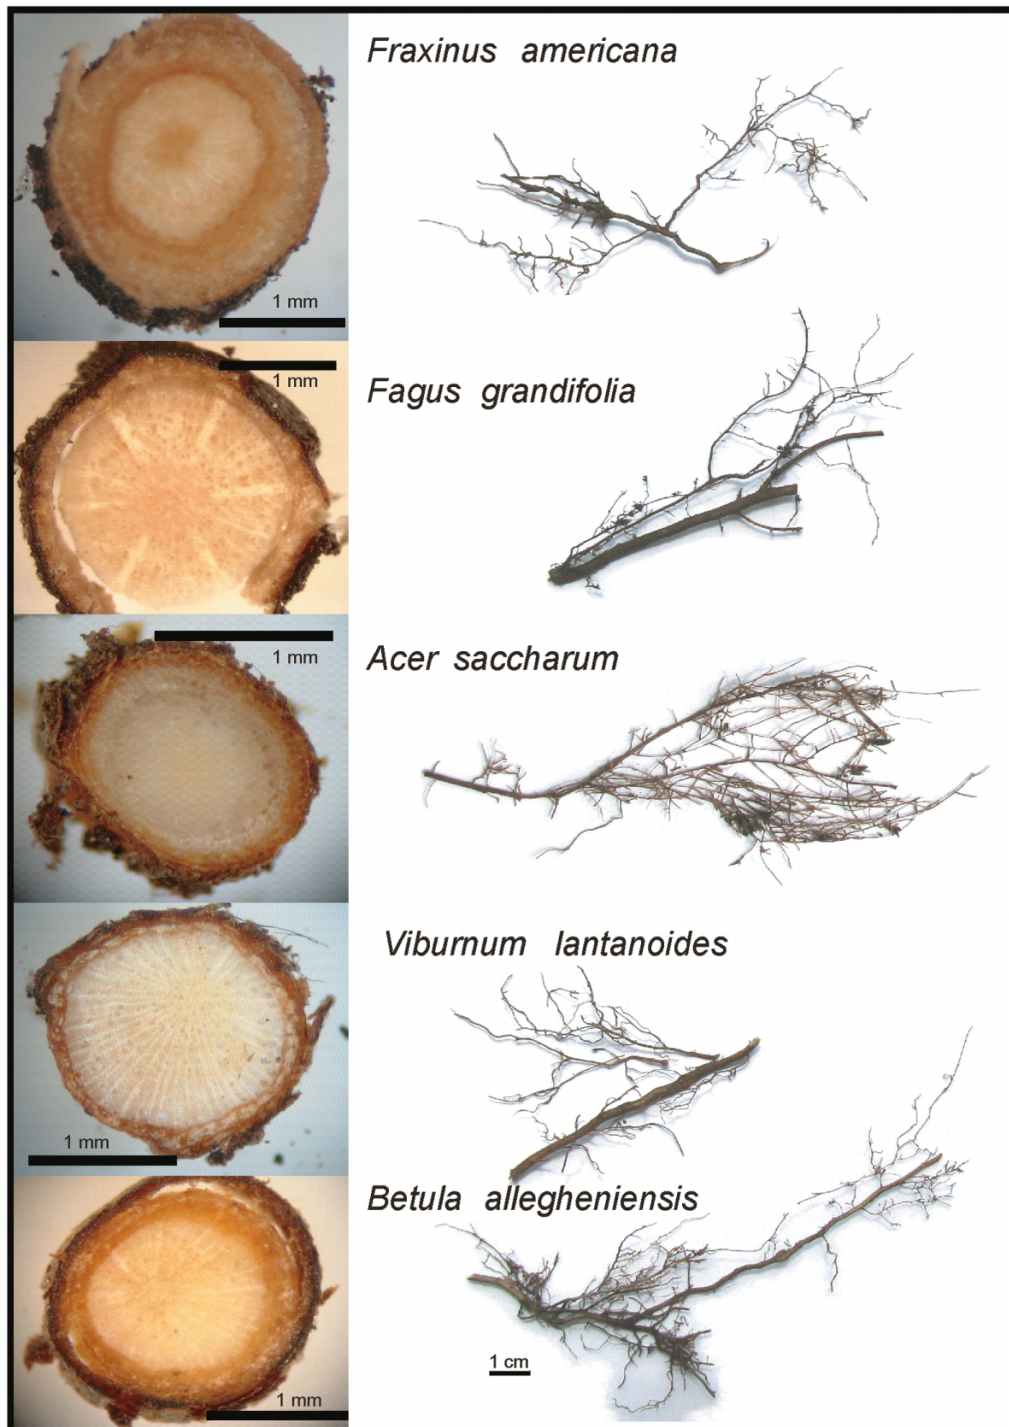 Fraxinus americana
1 mm
1 mm
Fagus grandifolia
Acer saccharum
1 mm
Viburnum lantanoides
1 mm
Betula allegheniensis
1 cm
1 mm